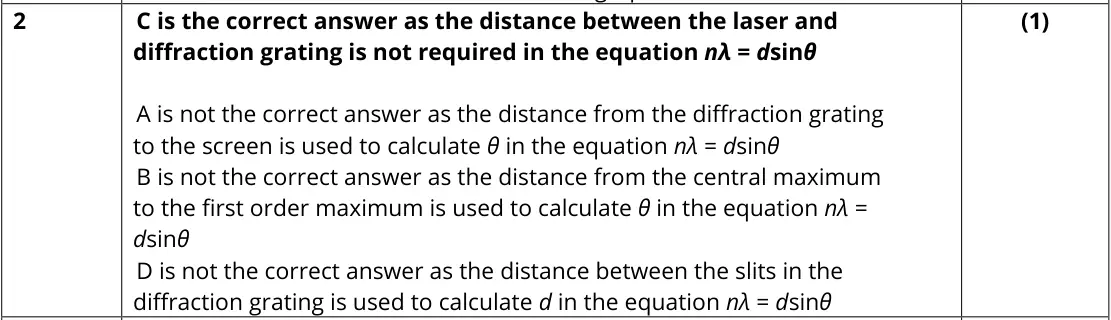 2
C is the correct answer as the distance between the laser and
diffraction grating is not required in the equation nλ = dsinθ
(1)
A is not the correct answer as the distance from the diffraction grating
to the screen is used to calculate θ in the equation nλ = dsinθ
B is not the correct answer as the distance from the central maximum
to the first order maximum is used to calculate θ in the equation nλ =
dsinθ
D is not the correct answer as the distance between the slits in the
diffraction grating is used to calculate d in the equation nλ = dsinθ